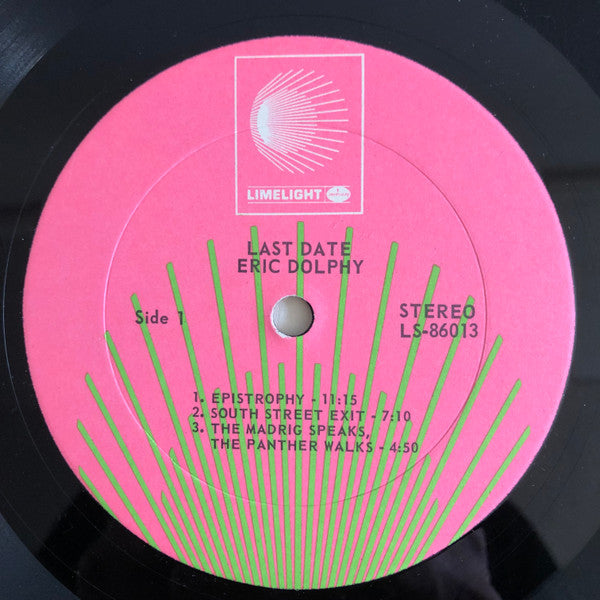 LIMELIGHT
LAST DATE
ERIC DOLPHY
Side 1
STEREO
LS-86013
1. EPISTROPHY - 11:15
2. SOUTH STREET EXIT - 7:10
3. THE MADRIG SPEAKS,
THE PANTHER WALKS - 4:50